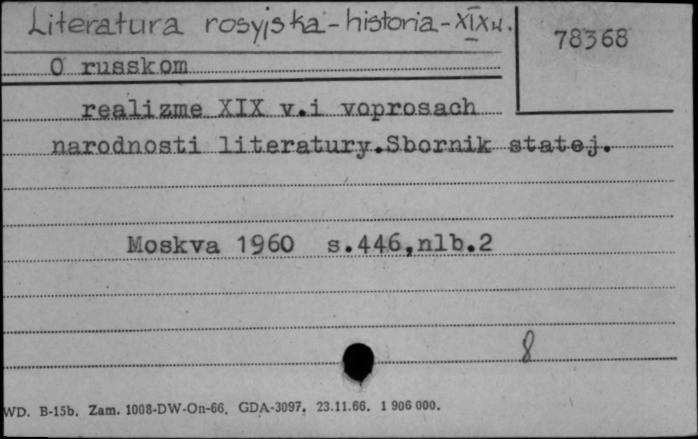 Literatura rosyjska - historia - XIX w.
78368
O russkom
realizme XIX v.i voprosach
narodnosti literatury.Sbornik statej.
Moskva 1960 s.446,nlb.2
8
WD. B-15b. Zam. 1008-DW-On-66. GDA-3097. 23.11.66. 1 906 000.